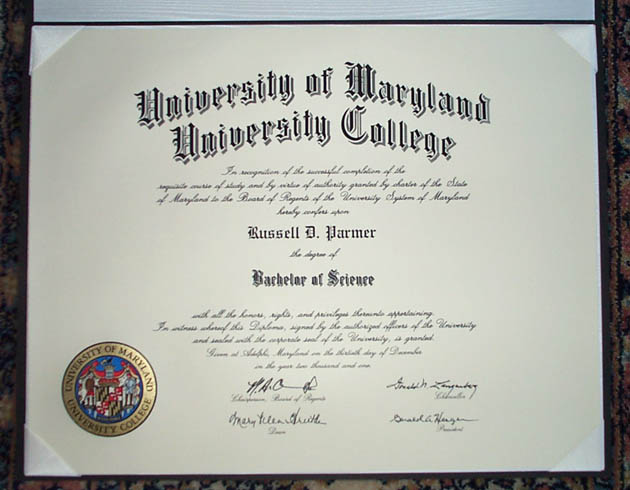 University of Maryland
University College
In recognition of the successful completion of the
requisite course of study and by virtue of authority granted by charter of the State
of Maryland to the Board of Regents of the University System of Maryland
hereby confers upon
Russell D. Parmer
the degree of
Bachelor of Science
with all the honors, rights, and privileges thereunto appertaining.
In witness whereof this Diploma, signed by the authorized officers of the University
and sealed with the corporate seal of the University, is granted.
Given at Adelphi, Maryland on the thirtieth day of December
in the year two thousand and one.
UNIVERSITY OF MARYLAND
UNIVERSITY COLLEGE
Chairperson, Board of Regents
Chancellor
Mary Ellen
Dean
President